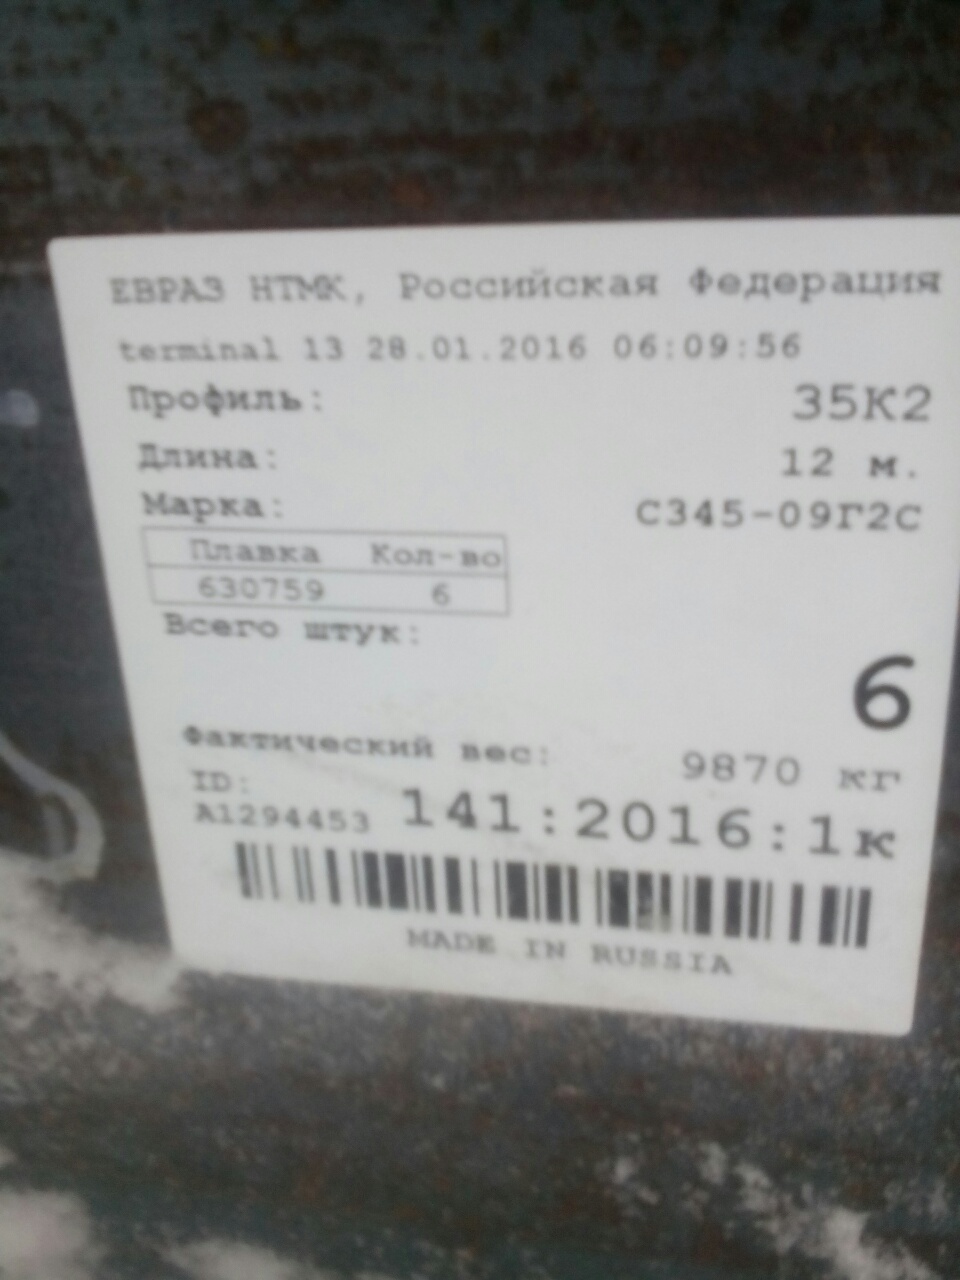 ЕВРАЗ НТМК, Российская Федерация
terminal 13 28.01.2016 06:09:56
Профиль: 35К2
Длина: 12 м.
Марка: С345-09Г2С
Плавка Кол-во
630759 6
Всего штук:
6
Фактический вес: 9870 кг
ID:
A1294453 141:2016:1к
MADE IN RUSSIA